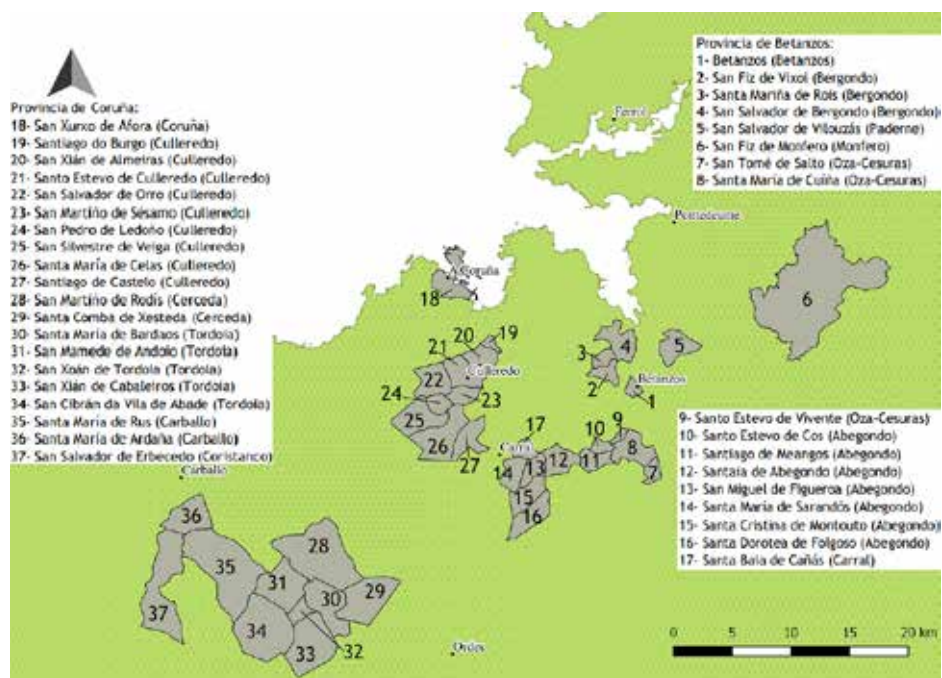 Provincia de Coruña:
18- San Xurxo de Afora (Coruña)
19- Santiago do Burgo (Culleredo)
20- San Xián de Almeiras (Culleredo)
21- Santo Estevo de Culleredo (Culleredo)
22- San Salvador de Orro (Culleredo)
23- San Martiño de Sésamo (Culleredo)
24- San Pedro de Ledoño (Culleredo)
25- San Silvestre de Veiga (Culleredo)
26- Santa María de Celas (Culleredo)
27- Santiago de Castelo (Culleredo)
28- San Martiño de Rodís (Cerceda)
29- Santa Comba de Xesteda (Cerceda)
30- Santa María de Bardaos (Tordoia)
31- San Mamede de Andoio (Tordoia)
32- San Xoán de Tordoia (Tordoia)
33- San Xián de Cabaleiros (Tordoia)
34- San Cibrán da Vila de Abade (Tordoia)
35- Santa María de Rus (Carballo)
36- Santa María de Ardaña (Carballo)
37- San Salvador de Erbecedo (Coristanco)
Provincia de Betanzos:
1- Betanzos (Betanzos)
2- San Fiz de Vixoi (Bergondo)
3- Santa Mariña de Rois (Bergondo)
4- San Salvador de Bergondo (Bergondo)
5- San Salvador de Vilouzás (Paderne)
6- San Fiz de Monfero (Monfero)
7- San Tomé de Salto (Oza-Cesuras)
8- Santa María de Cuíña (Oza-Cesuras)
9- Santo Estevo de Vivente (Oza-Cesuras)
10- Santo Estevo de Cos (Abegondo)
11- Santiago de Meangos (Abegondo)
12- Santaia de Abegondo (Abegondo)
13- San Miguel de Figueroa (Abegondo)
14- Santa María de Sarandós (Abegondo)
15- Santa Cristina de Montouto (Abegondo)
16- Santa Dorotea de Folgoso (Abegondo)
17- Santa Baia de Cañás (Carral)
Ferrol
Pontedeume
A Coruña
18
6
19
20
21
22
Culleredo
23
24
25
26
27
3
4
5
2
Betanzos
1
17
Carral
9
10
8
11
12
7
13
14
15
16
Carballo
36
35
28
37
31
30
29
34
33
32
Ordes
0 5 10 15 20 km